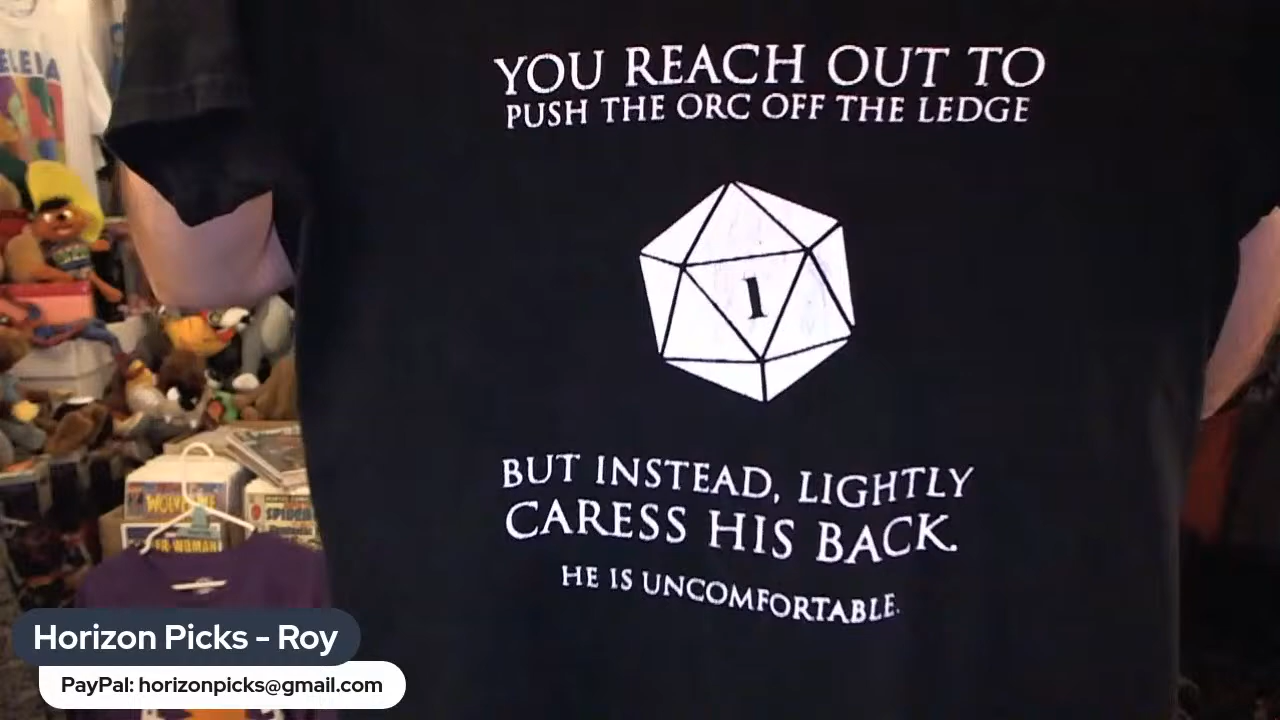 YOU REACH OUT TO
PUSH THE ORC OFF THE LEDGE
1
BUT INSTEAD, LIGHTLY
CARESS HIS BACK.
HE IS UNCOMFORTABLE.
WOLVERINE
Horizon Picks - Roy
PayPal: horizonpicks@gmail.com